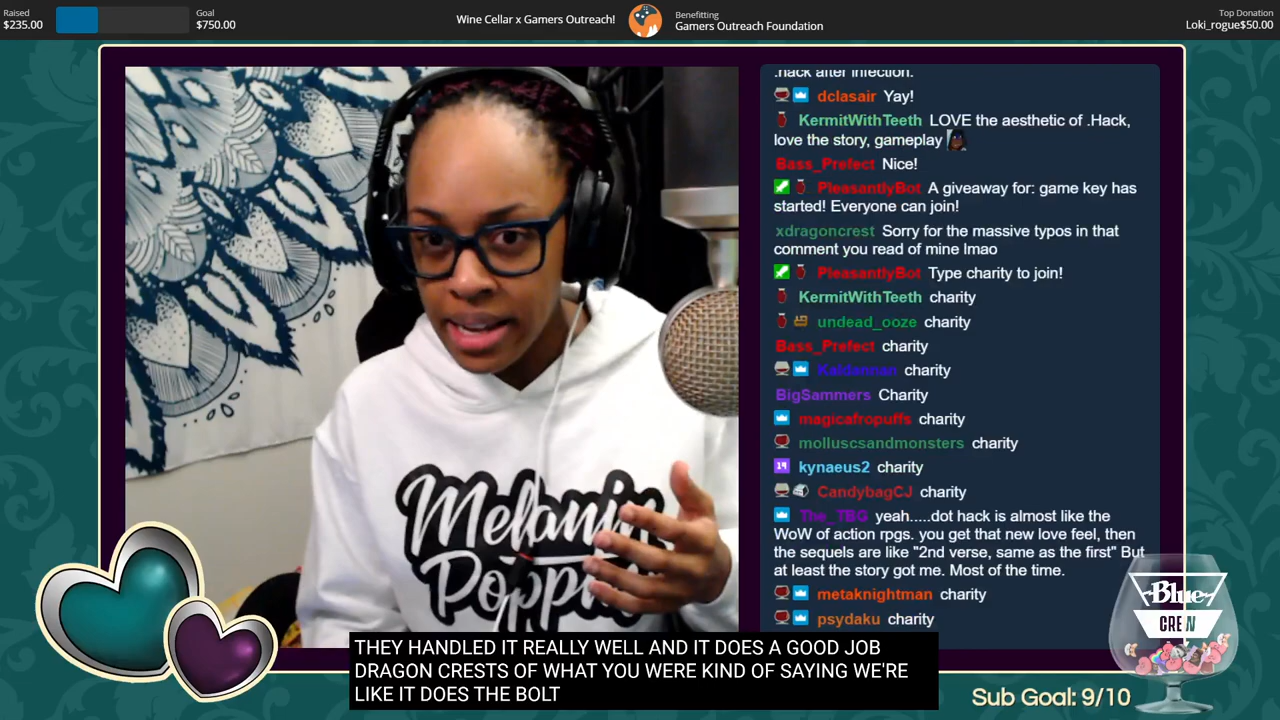 Raised
$235.00
Goal
$750.00
Wine Cellar x Gamers Outreach!
Benefitting
Gamers Outreach Foundation
Top Donation
Loki_rogue$50.00
.hack after infection.
dclasair Yay!
KermitWithTeeth LOVE the aesthetic of .Hack,
love the story, gameplay
Bass_Prefect Nice!
PleasantlyBot A giveaway for: game key has
started! Everyone can join!
xdragoncrest Sorry for the massive typos in that
comment you read of mine lmao
PleasantlyBot Type charity to join!
KermitWithTeeth charity
undead_ooze charity
Bass_Prefect charity
Kaldannan charity
BigSammers Charity
magicafropuffs charity
molluscsandmonsters charity
kynaeus2 charity
CandybagCJ charity
The_TBG yeah.....dot hack is almost like the
WoW of action rpgs. you get that new love feel, then
the sequels are like "2nd verse, same as the first" But
at least the story got me. Most of the time.
metaknightman charity
psydaku charity
Melanin
Poppin
THEY HANDLED IT REALLY WELL AND IT DOES A GOOD JOB
DRAGON CRESTS OF WHAT YOU WERE KIND OF SAYING WE'RE
LIKE IT DOES THE BOLT
Blue
CREW
Sub Goal: 9/10